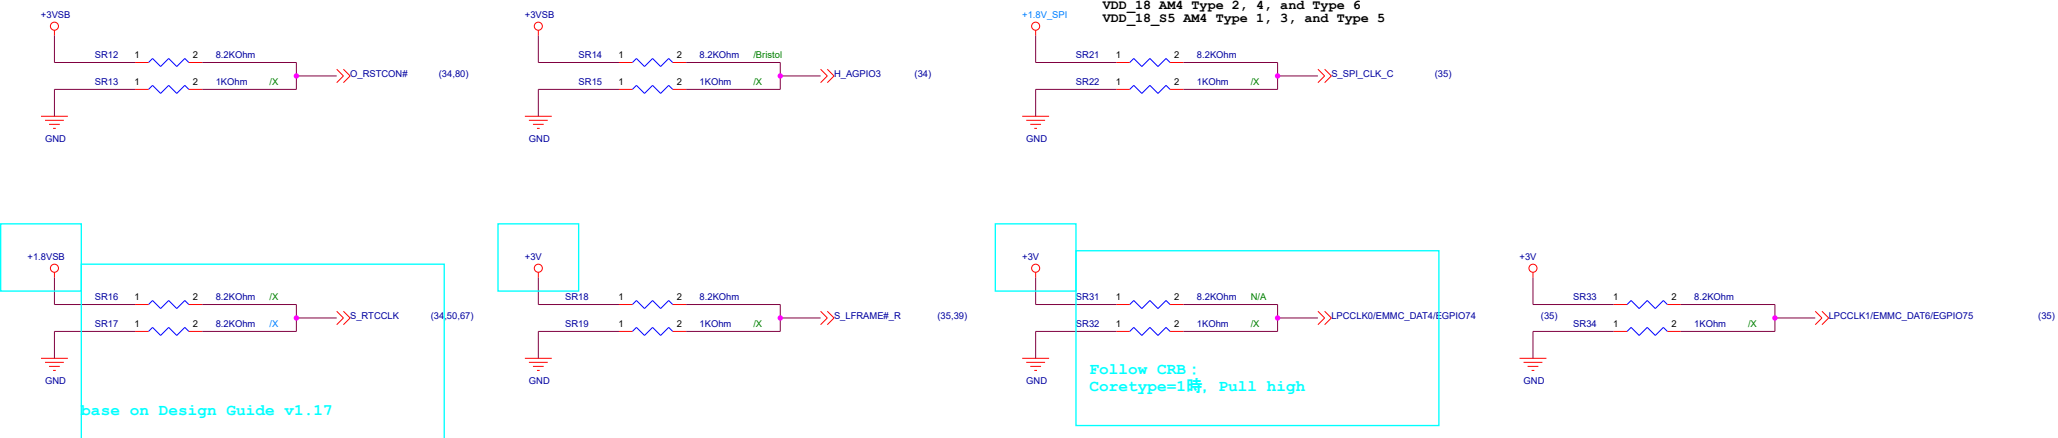 VDD_18 AM4 Type 2, 4, and Type 6
VDD_18_S5 AM4 Type 1, 3, and Type 5
+3VSB
SR12 1 2 8.2KOhm
SR13 1 2 1KOhm /X
O_RSTCON# (34,80)
GND
+3VSB
SR14 1 2 8.2KOhm /Bristol
SR15 1 2 1KOhm /X
H_AGPIO3 (34)
GND
+1.8V_SPI
SR21 1 2 8.2KOhm
SR22 1 2 1KOhm /X
S_SPI_CLK_C (35)
GND
+1.8VSB
SR16 1 2 8.2KOhm /X
SR17 1 2 8.2KOhm /X
S_RTCCLK (34,50,67)
GND
base on Design Guide v1.17
+3V
SR18 1 2 8.2KOhm
SR19 1 2 1KOhm /X
S_LFRAME#_R (35,39)
GND
+3V
SR31 1 2 8.2KOhm N/A
SR32 1 2 1KOhm /X
LPCCLK0/EMMC_DAT4/EGPIO74 (35)
GND
Follow CRB :
Coretype=1時, Pull high
+3V
SR33 1 2 8.2KOhm
SR34 1 2 1KOhm /X
LPCCLK1/EMMC_DAT6/EGPIO75 (35)
GND